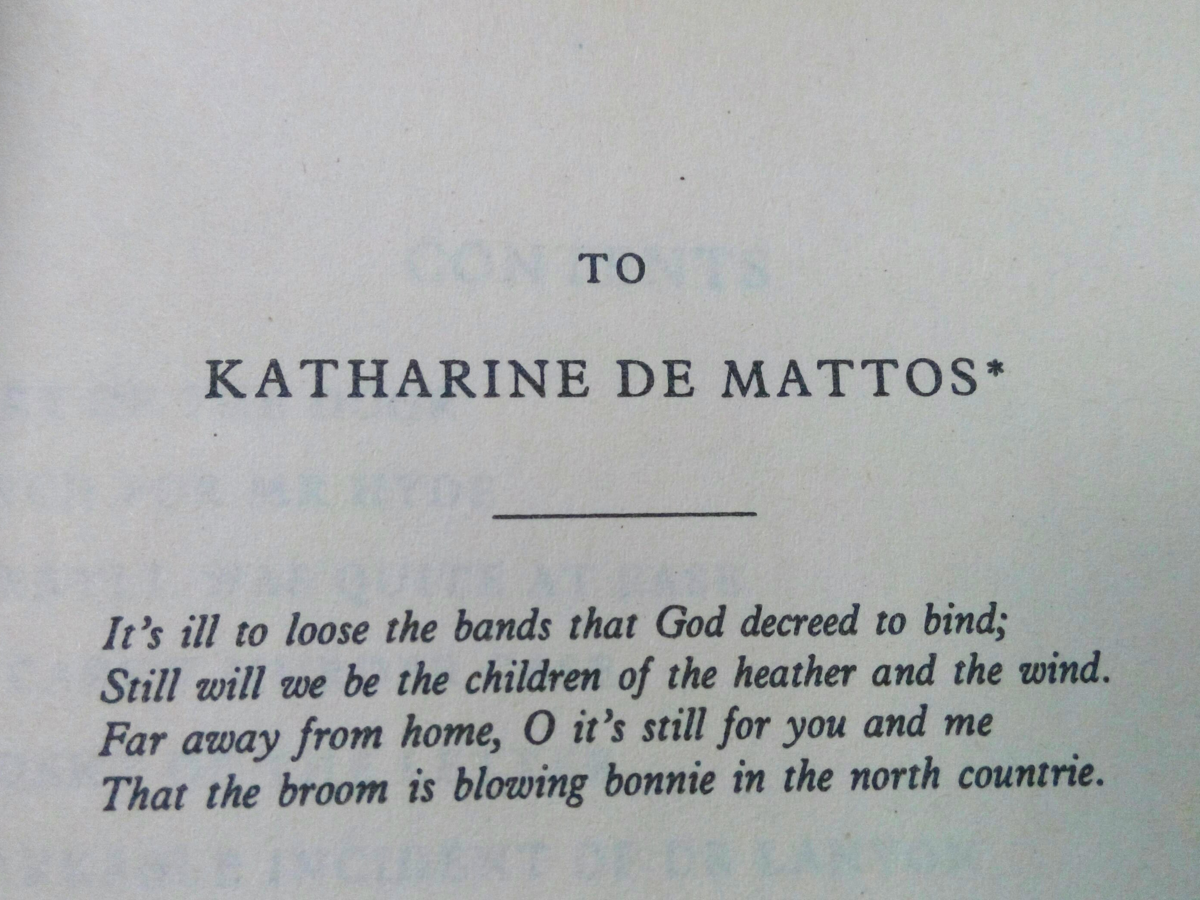 TO
KATHARINE DE MATTOS*
It's ill to loose the bands that God decreed to bind;
Still will we be the children of the heather and the wind.
Far away from home, O it's still for you and me
That the broom is blowing bonnie in the north countrie.